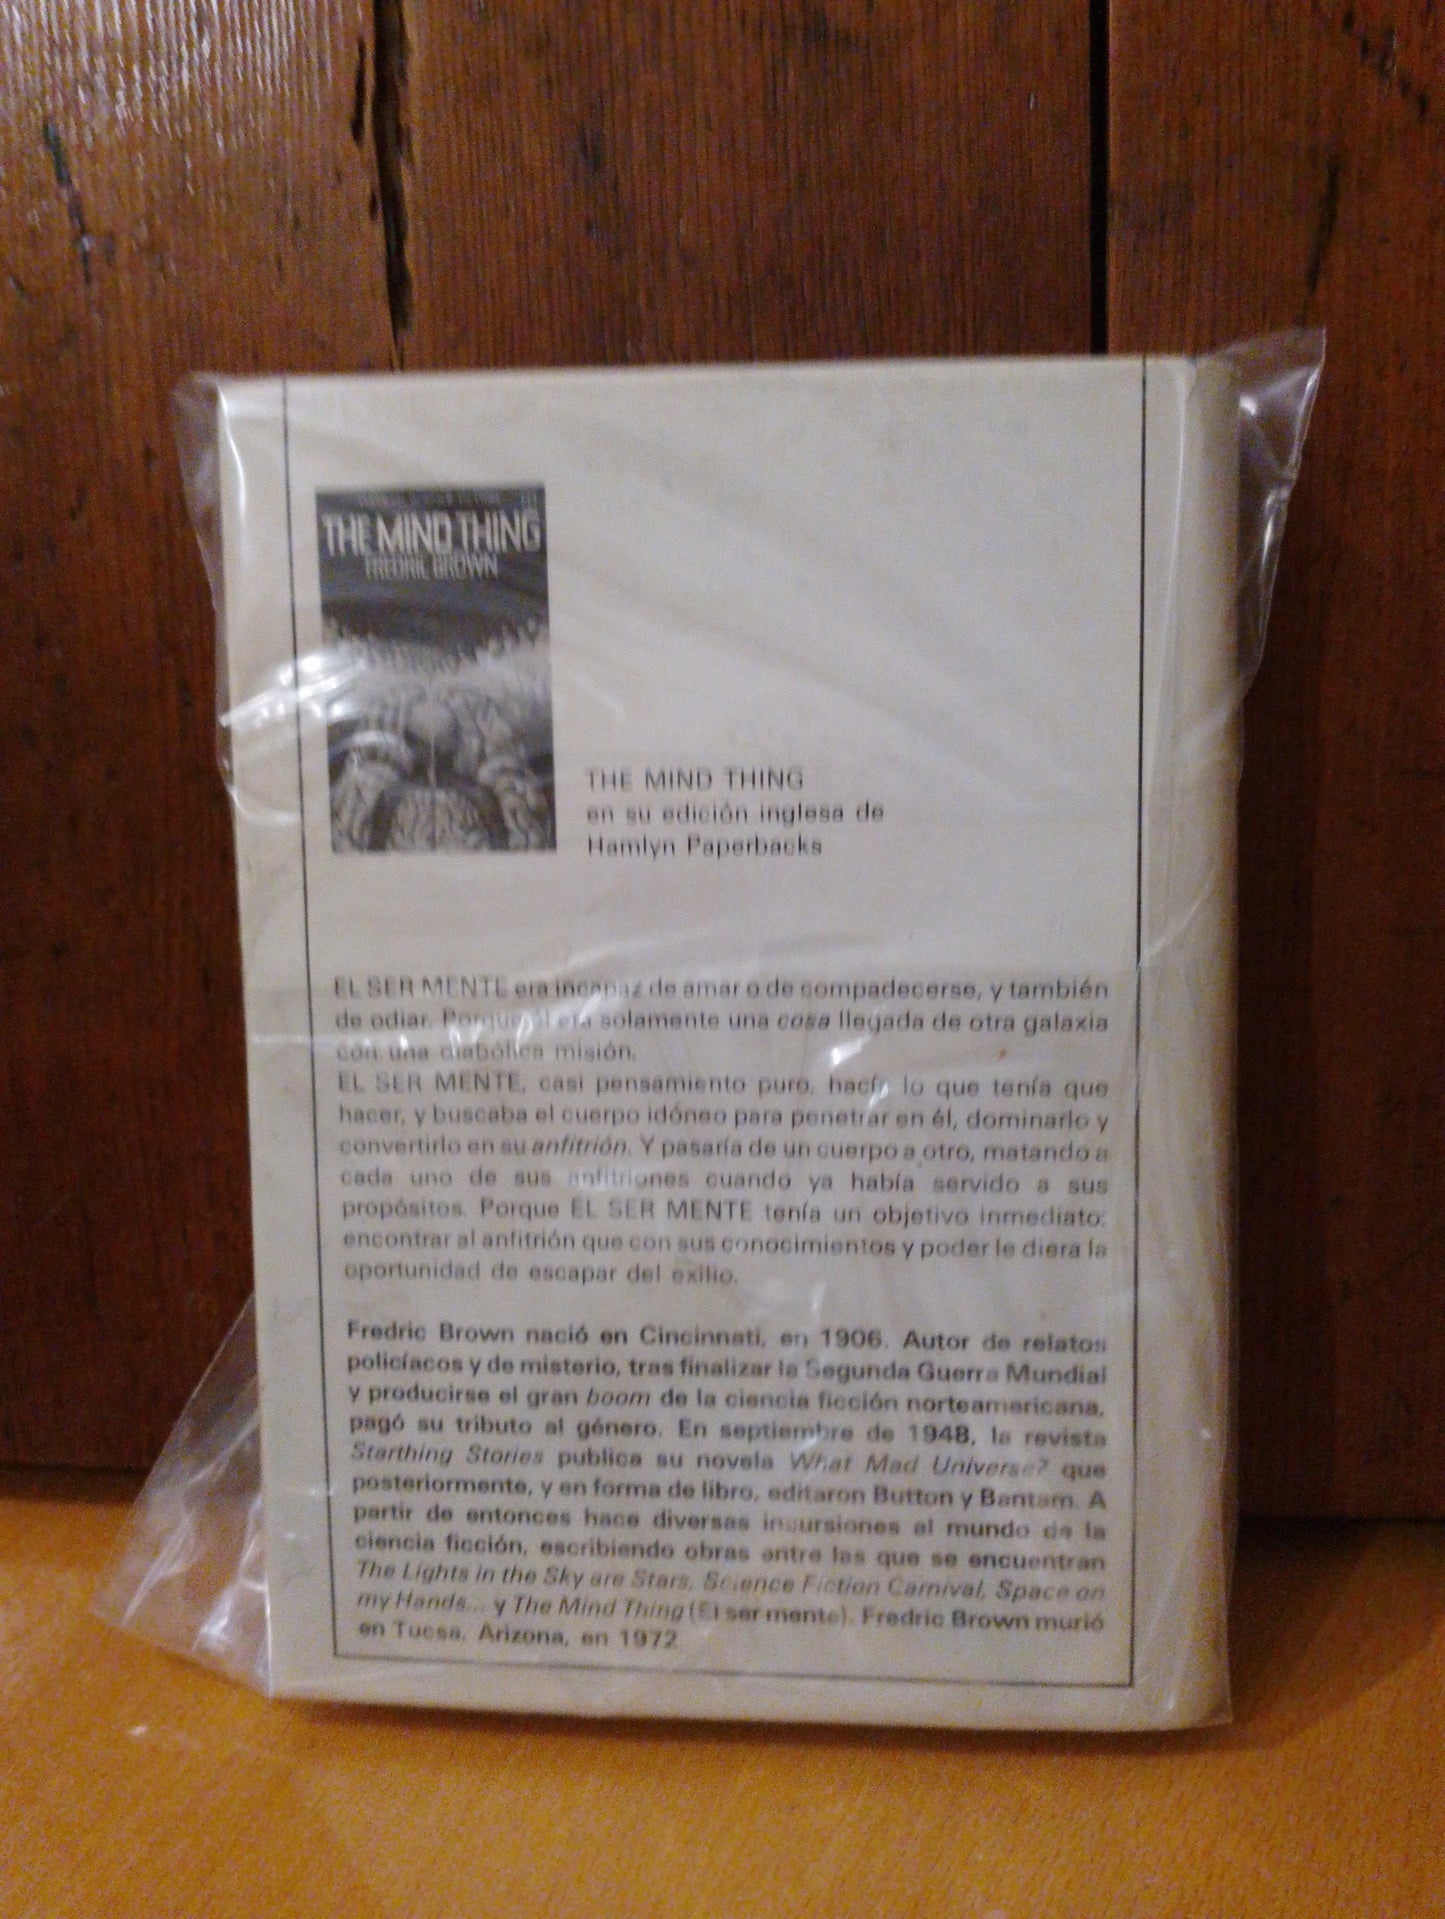 THE MIND THING
FREDRIC BROWN
THE MIND THING
en su edición inglesa de
Hamlyn Paperbacks
EL SER MENTE era incapaz de amar o de compadecerse, y también
de odiar. Porque él era solamente una cosa llegada de otra galaxia
con una diabólica misión.
EL SER MENTE, casi pensamiento puro, hacía lo que tenía que
hacer, y buscaba el cuerpo idóneo para penetrar en él, dominarlo y
convertirlo en su anfitrión. Y pasaría de un cuerpo a otro, matando a
cada uno de sus anfitriones cuando ya había servido a sus
propósitos. Porque EL SER MENTE tenía un objetivo inmediato:
encontrar al anfitrión que con sus conocimientos y poder le diera la
oportunidad de escapar del exilio.
Fredric Brown nació en Cincinnati, en 1906. Autor de relatos
policíacos y de misterio, tras finalizar la Segunda Guerra Mundial
y producirse el gran boom de la ciencia ficción norteamericana,
pagó su tributo al género. En septiembre de 1948, la revista
Starthing Stories publica su novela What Mad Universe? que
posteriormente, y en forma de libro, editaron Button y Bantam. A
partir de entonces hace diversas incursiones al mundo de la
ciencia ficción, escribiendo obras entre las que se encuentran
The Lights in the Sky are Stars, Science Fiction Carnival, Space on
my Hands... y The Mind Thing (El ser mente). Fredric Brown murió
en Tucsa, Arizona, en 1972